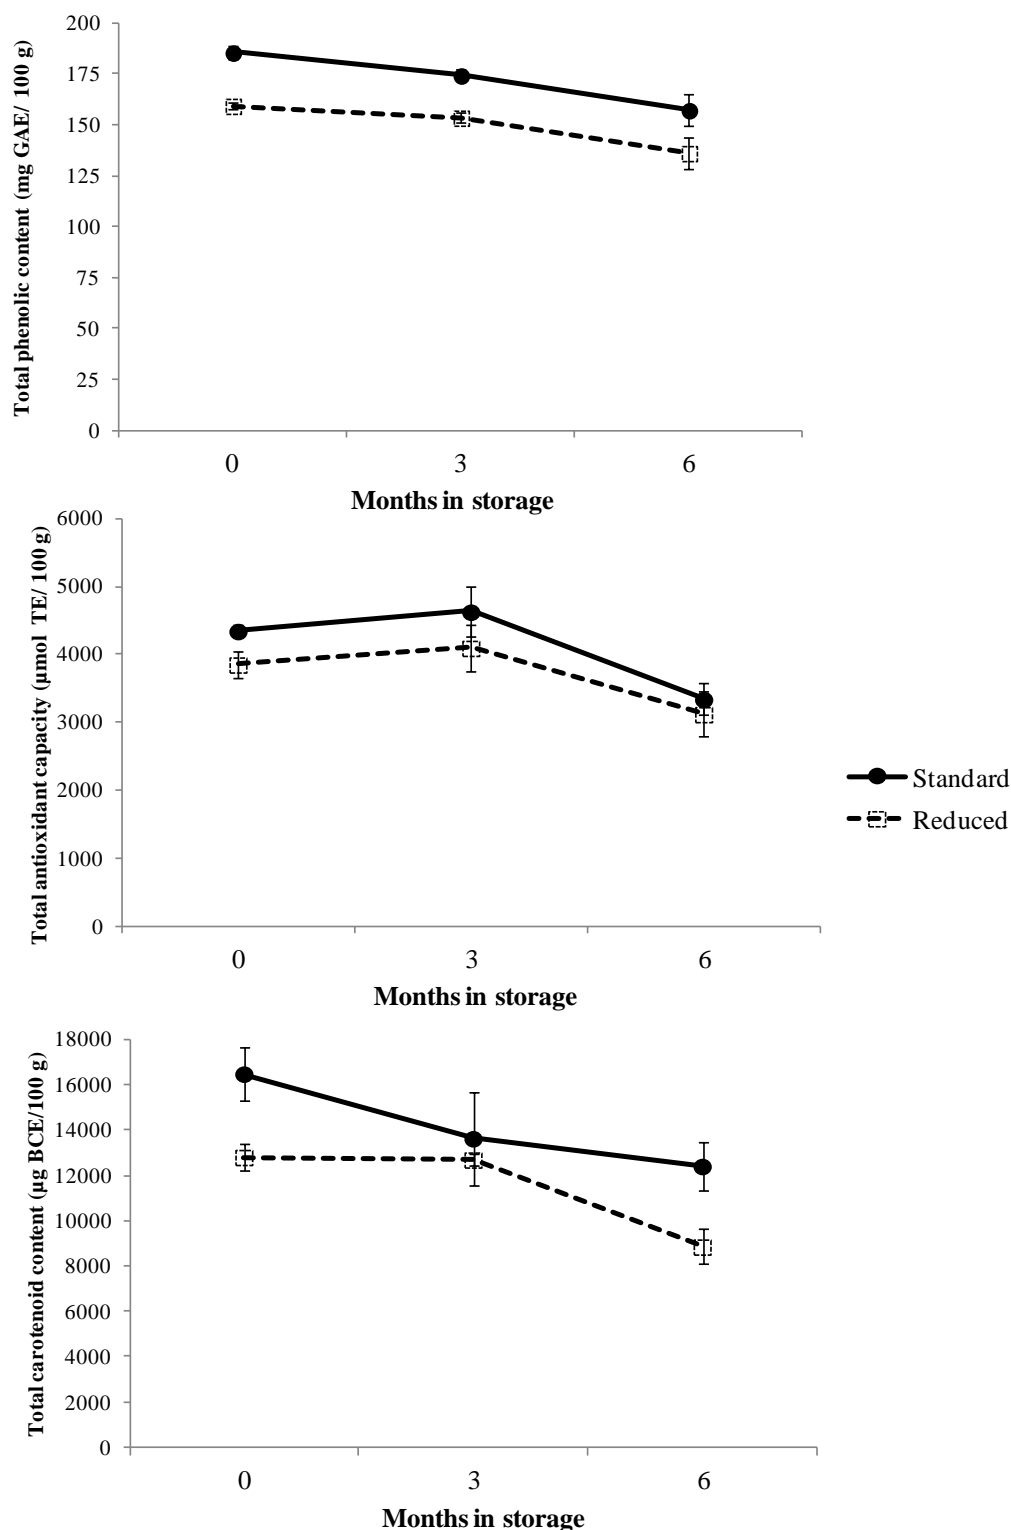 Total phenolic content (mg GAE/ 100 g)
200
175
150
125
100
75
50
25
0
0 3 6
Months in storage
Total antioxidant capacity (µmol TE/ 100 g)
6000
5000
4000
3000
2000
1000
0
0 3 6
Months in storage
Standard
Reduced
Total carotenoid content (µg BCE/100 g)
18000
16000
14000
12000
10000
8000
6000
4000
2000
0
0 3 6
Months in storage